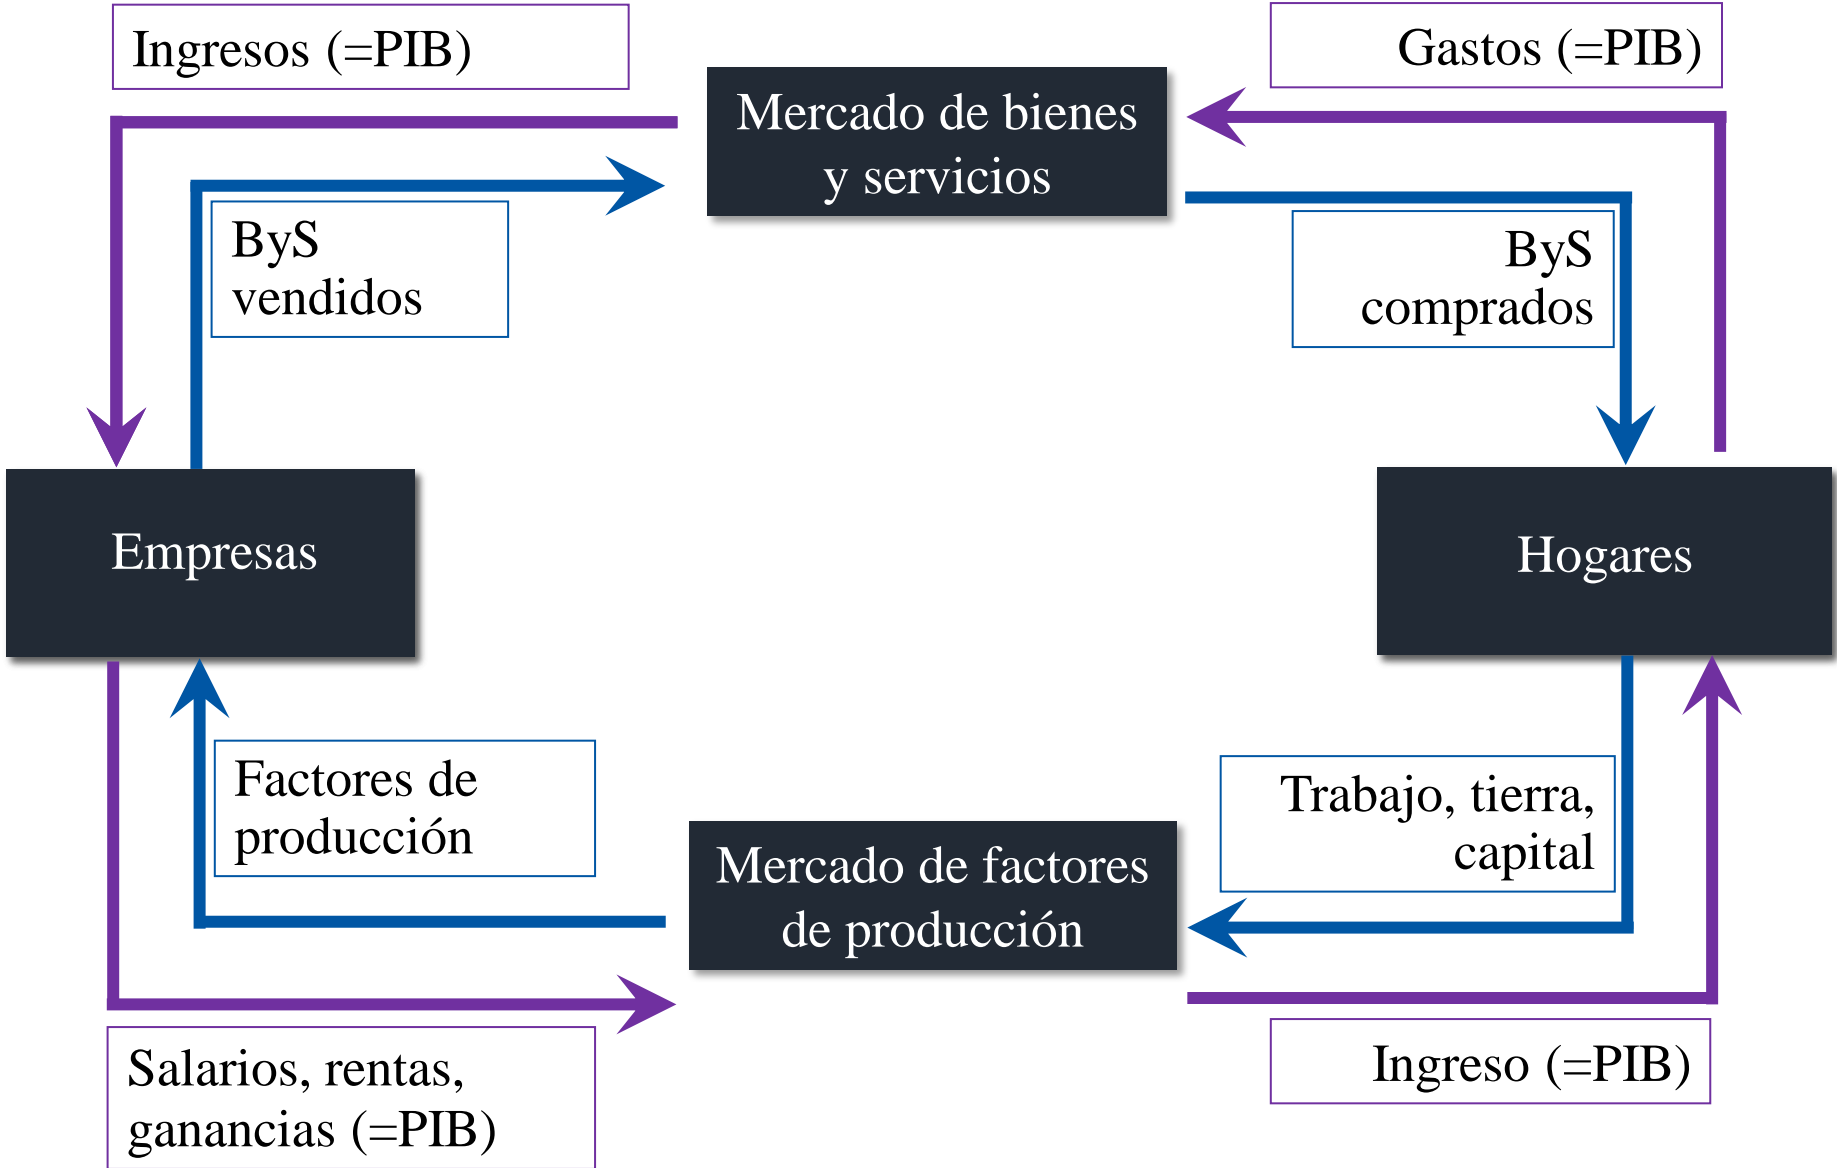 Ingresos (=PIB)
Gastos (=PIB)
Mercado de bienes
y servicios
ByS
vendidos
ByS
comprados
Empresas
Hogares
Factores de
producción
Trabajo, tierra,
capital
Mercado de factores
de producción
Salarios, rentas,
ganancias (=PIB)
Ingreso (=PIB)